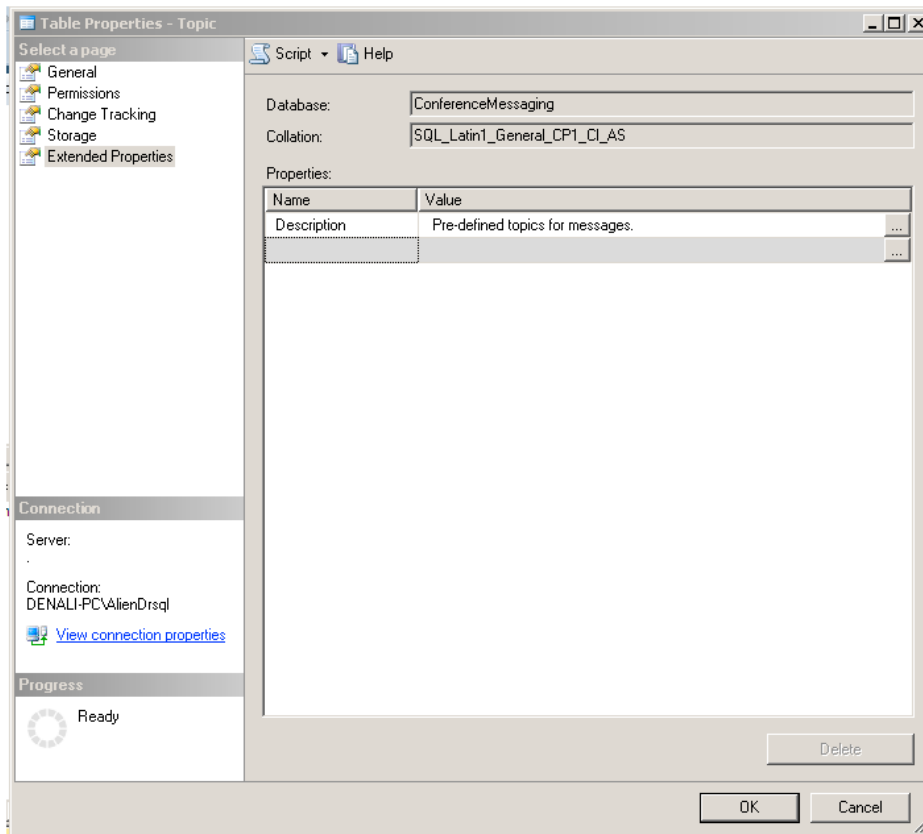 Table Properties - Topic
Select a page
General
Permissions
Change Tracking
Storage
Extended Properties
Script
Help
Database:
ConferenceMessaging
Collation:
SQL_Latin1_General_CP1_CI_AS
Properties:
Name Value
Description Pre-defined topics for messages. ...
...
Connection
Server:
.
Connection:
DENALI-PC\AlienDrsql
View connection properties
Progress
Ready
Delete
OK Cancel